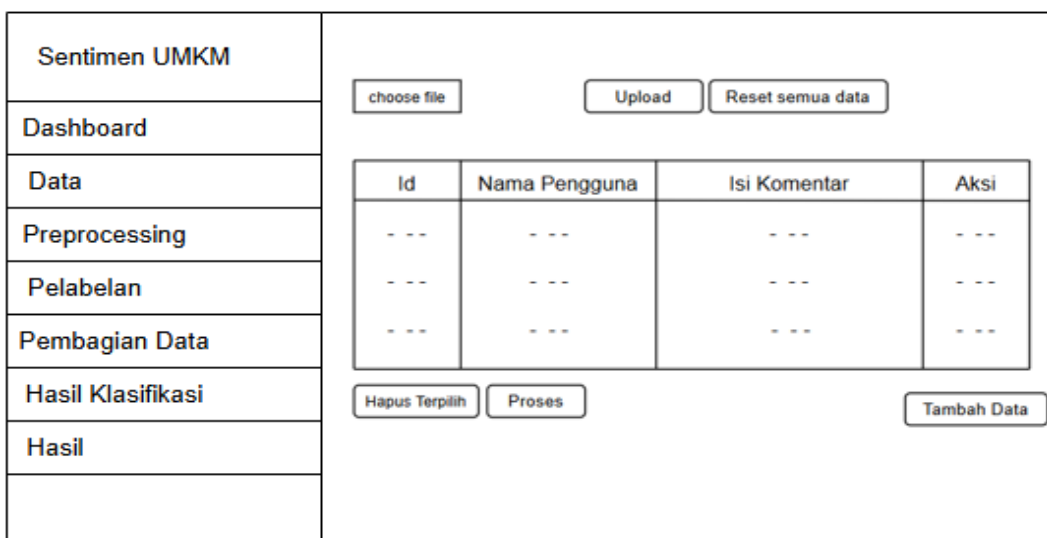 Sentimen UMKM
Dashboard
Data
Preprocessing
Pelabelan
Pembagian Data
Hasil Klasifikasi
Hasil
choose file
Upload
Reset semua data
Id Nama Pengguna Isi Komentar Aksi
- -- - -- - -- - --
- -- - -- - -- - --
- -- - -- - -- - --
Hapus Terpilih
Proses
Tambah Data